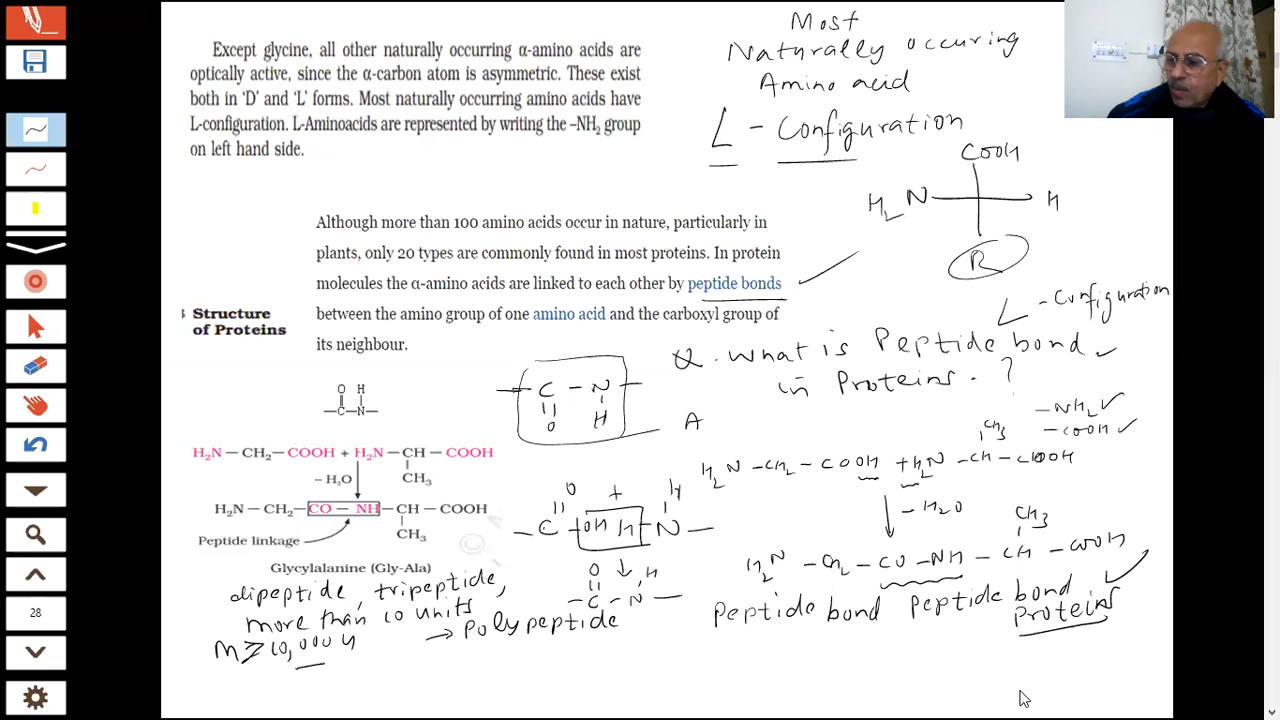 Except glycine, all other naturally occurring α-amino acids are
optically active, since the α-carbon atom is asymmetric. These exist
both in ‘D’ and ‘L’ forms. Most naturally occurring amino acids have
L-configuration. L-Aminoacids are represented by writing the –NH₂ group
on left hand side.
Most
Naturally occuring
Amino acid
L - Configuration
COOH
H₂N H
R
L - Configuration
Although more than 100 amino acids occur in nature, particularly in
plants, only 20 types are commonly found in most proteins. In protein
molecules the α-amino acids are linked to each other by peptide bonds
between the amino group of one amino acid and the carboxyl group of
its neighbour.
Structure
of Proteins
Q. What is Peptide bond
in Proteins. ?
O H
—C—N—
— C — N —
O H
A
—NH₂
—COOH
H₂N — CH₂ — COOH + H₂N — CH — COOH
CH₃
– H₂O
H₂N — CH₂ — CO — NH — CH — COOH
CH₃
Peptide linkage
Glycylalanine (Gly-Ala)
O + H
— C OH H N —
O H
— C — N —
CH₃
H₂N — CH₂ — COOH + H₂N — CH — COOH
— H₂O
CH₃
H₂N — CH₂ — CO — NH — CH — COOH
Peptide bond Peptide bond
Proteins
dipeptide, tripeptide,
more than 10 units
→ Polypeptide
M ≥ 10,000 u
28